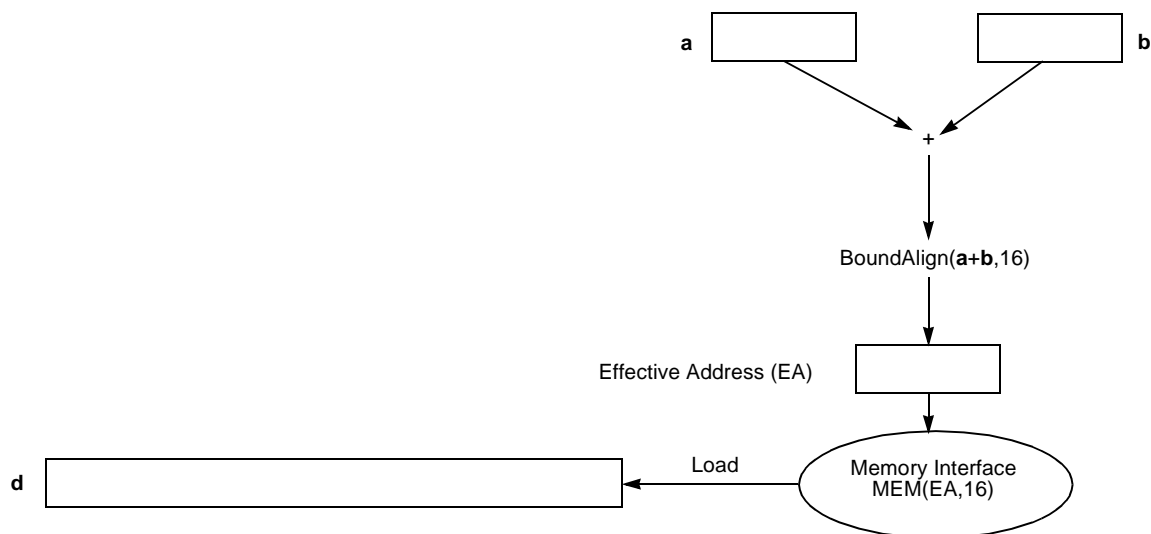 a
b
+
BoundAlign(a+b,16)
Effective Address (EA)
d
Load
Memory Interface
MEM(EA,16)